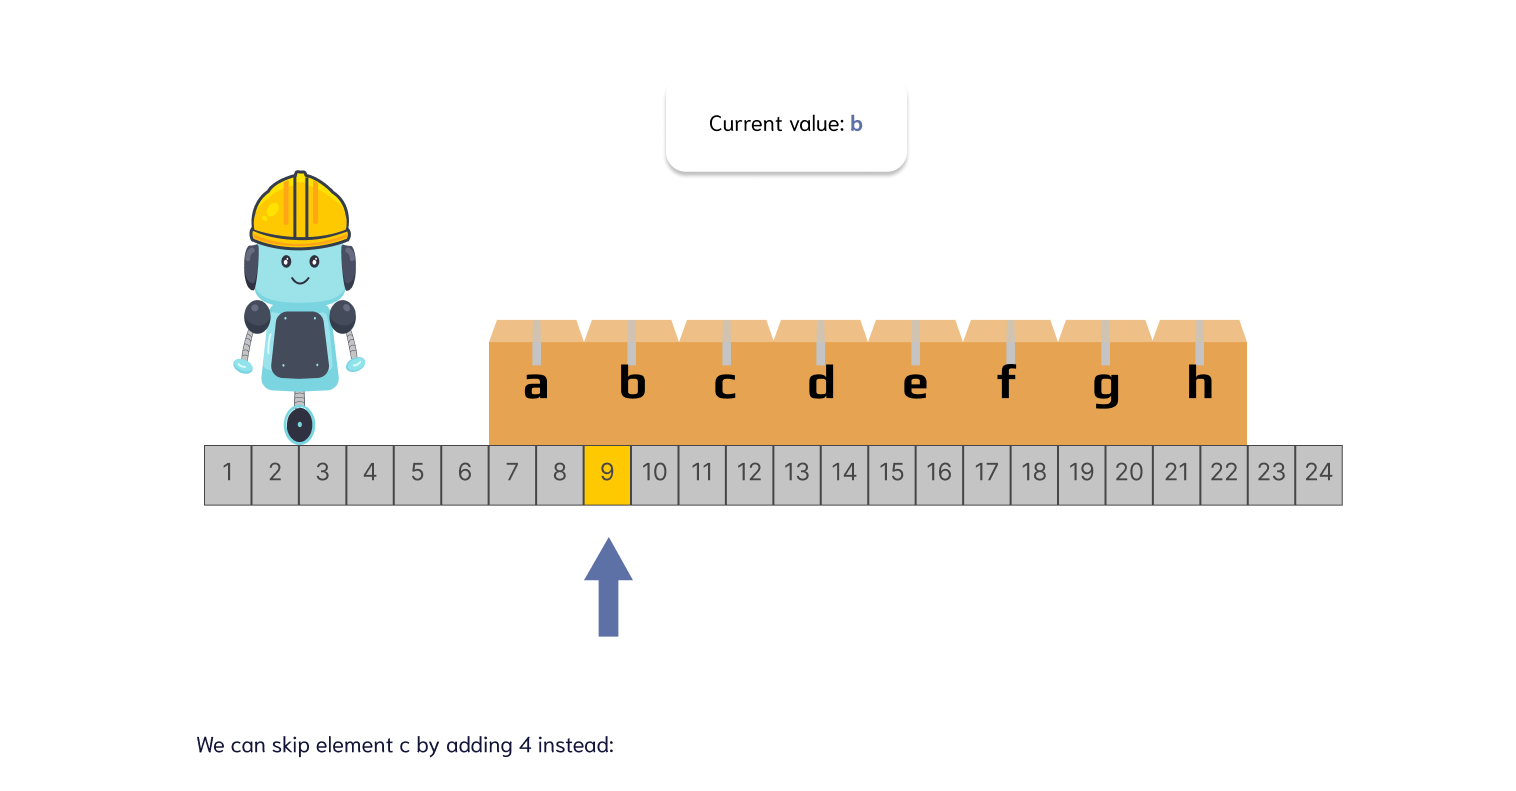 Current value: b
a b c d e f g h
1 2 3 4 5 6 7 8 9 10 11 12 13 14 15 16 17 18 19 20 21 22 23 24
We can skip element c by adding 4 instead: